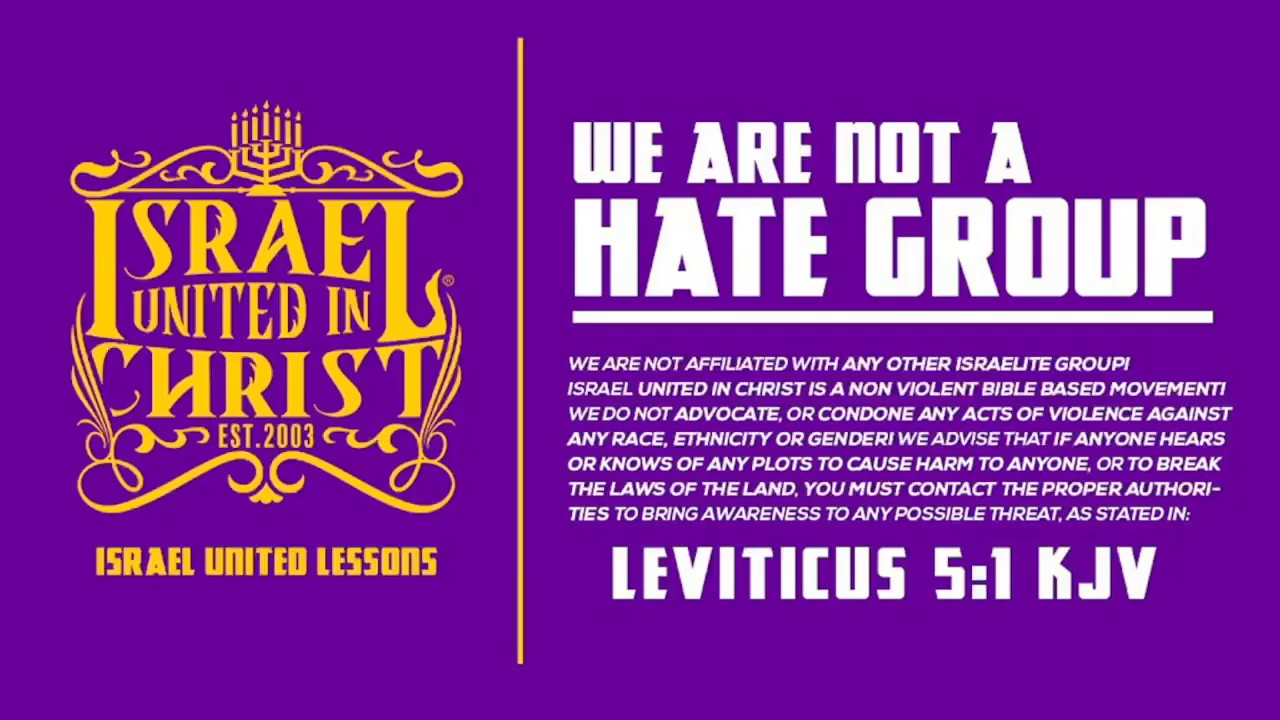 ISRAEL
UNITED IN
CHRIST
®
EST. 2003
ISRAEL UNITED LESSONS
WE ARE NOT A
HATE GROUP
WE ARE NOT AFFILIATED WITH ANY OTHER ISRAELITE GROUP!
ISRAEL UNITED IN CHRIST IS A NON VIOLENT BIBLE BASED MOVEMENT!
WE DO NOT ADVOCATE, OR CONDONE ANY ACTS OF VIOLENCE AGAINST
ANY RACE, ETHNICITY OR GENDER! WE ADVISE THAT IF ANYONE HEARS
OR KNOWS OF ANY PLOTS TO CAUSE HARM TO ANYONE, OR TO BREAK
THE LAWS OF THE LAND, YOU MUST CONTACT THE PROPER AUTHORI-
TIES TO BRING AWARENESS TO ANY POSSIBLE THREAT, AS STATED IN:
LEVITICUS 5:1 KJV